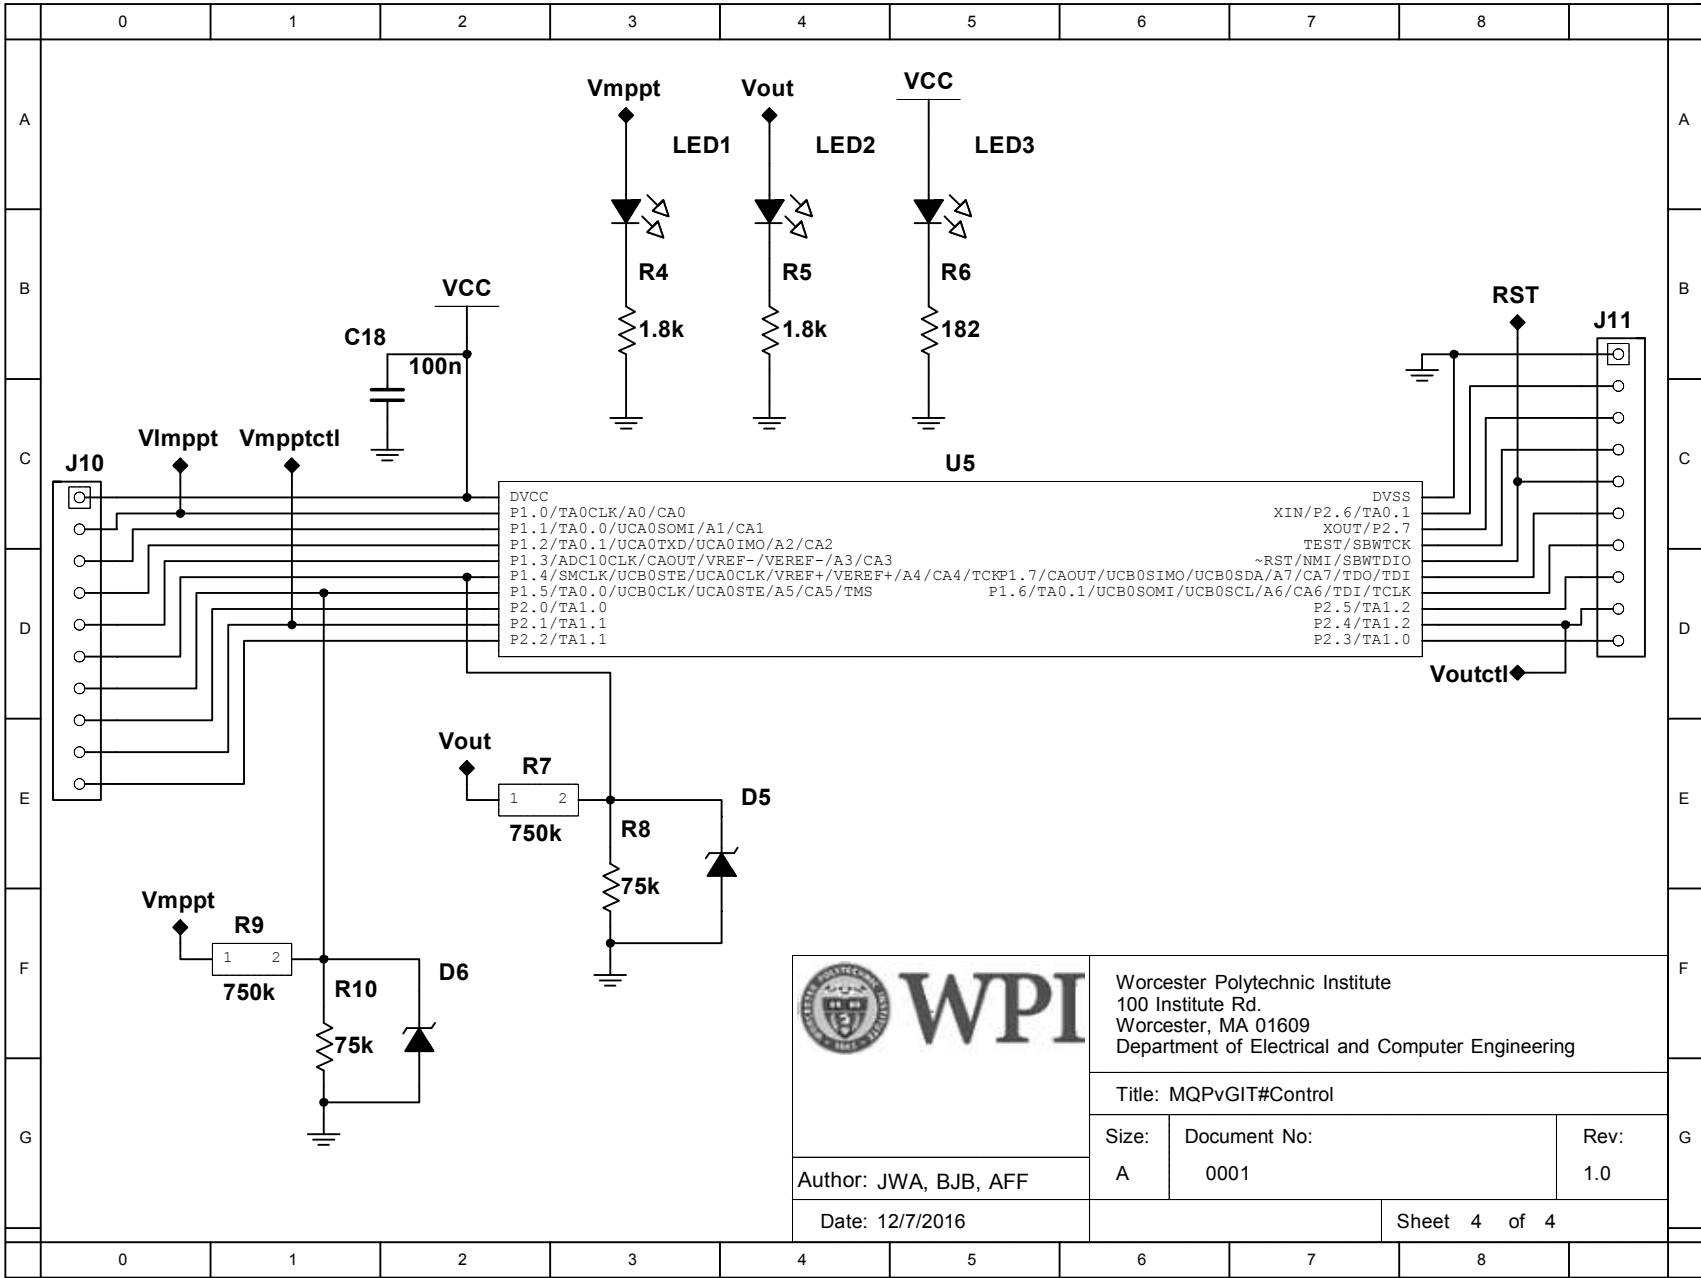 0 1 2 3 4 5 6 7 8
A A
B B
C C
D D
E E
F F
G G
Vmppt
LED1
R4
1.8k
Vout
LED2
R5
1.8k
VCC
LED3
R6
182
VCC
C18
100n
VImppt
Vmpptctl
J10
U5
RST
J11
DVCC
P1.0/TA0CLK/A0/CA0
P1.1/TA0.0/UCA0SOMI/A1/CA1
P1.2/TA0.1/UCA0TXD/UCA0IMO/A2/CA2
P1.3/ADC10CLK/CAOUT/VREF-/VEREF-/A3/CA3
P1.4/SMCLK/UCB0STE/UCA0CLK/VREF+/VEREF+/A4/CA4/TCK
P1.5/TA0.0/UCB0CLK/UCA0STE/A5/CA5/TMS
P2.0/TA1.0
P2.1/TA1.1
P2.2/TA1.1
DVSS
XIN/P2.6/TA0.1
XOUT/P2.7
TEST/SBWTCK
~RST/NMI/SBWTDIO
P1.7/CAOUT/UCB0SIMO/UCB0SDA/A7/CA7/TDO/TDI
P1.6/TA0.1/UCB0SOMI/UCB0SCL/A6/CA6/TDI/TCLK
P2.5/TA1.2
P2.4/TA1.2
P2.3/TA1.0
Voutctl
Vout
R7
1 2
750k
R8
75k
D5
Vmppt
R9
1 2
750k
R10
75k
D6
WPI
Worcester Polytechnic Institute
100 Institute Rd.
Worcester, MA 01609
Department of Electrical and Computer Engineering
Title: MQPvGIT#Control
Size: A
Document No: 0001
Rev: 1.0
Author: JWA, BJB, AFF
Date: 12/7/2016
Sheet 4 of 4
0 1 2 3 4 5 6 7 8